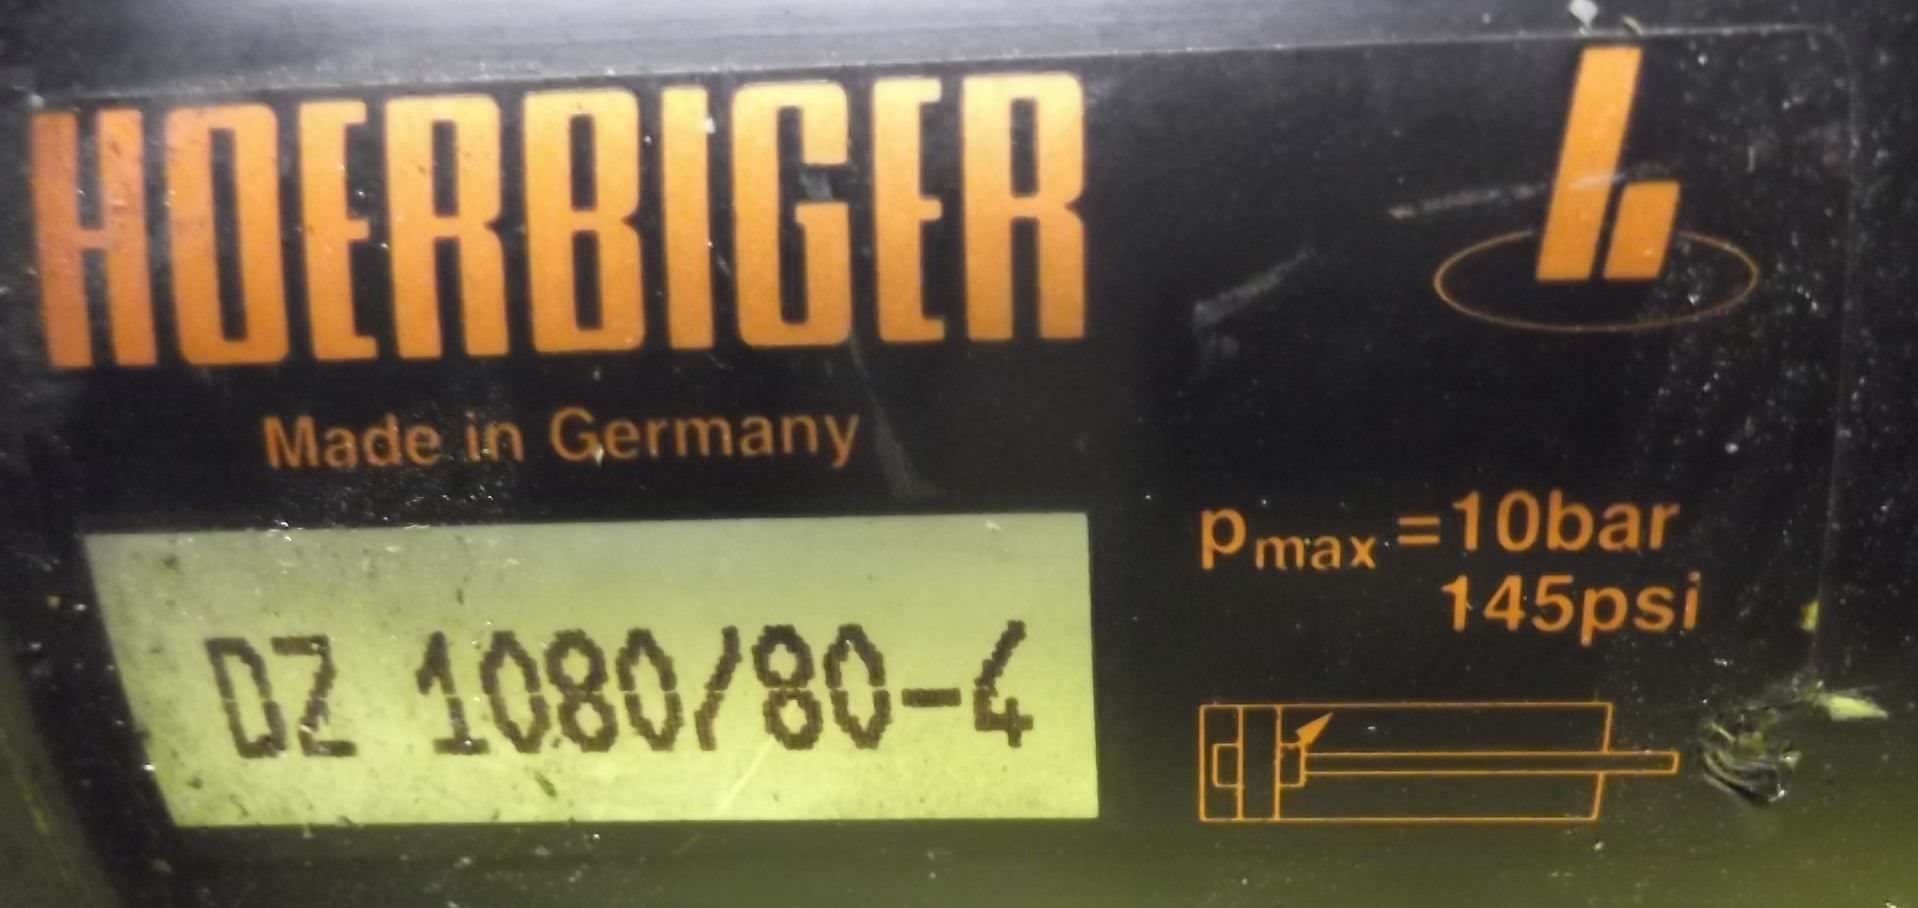 HOERBIGER
Made in Germany
DZ 1080/80-4
pmax=10bar
145psi